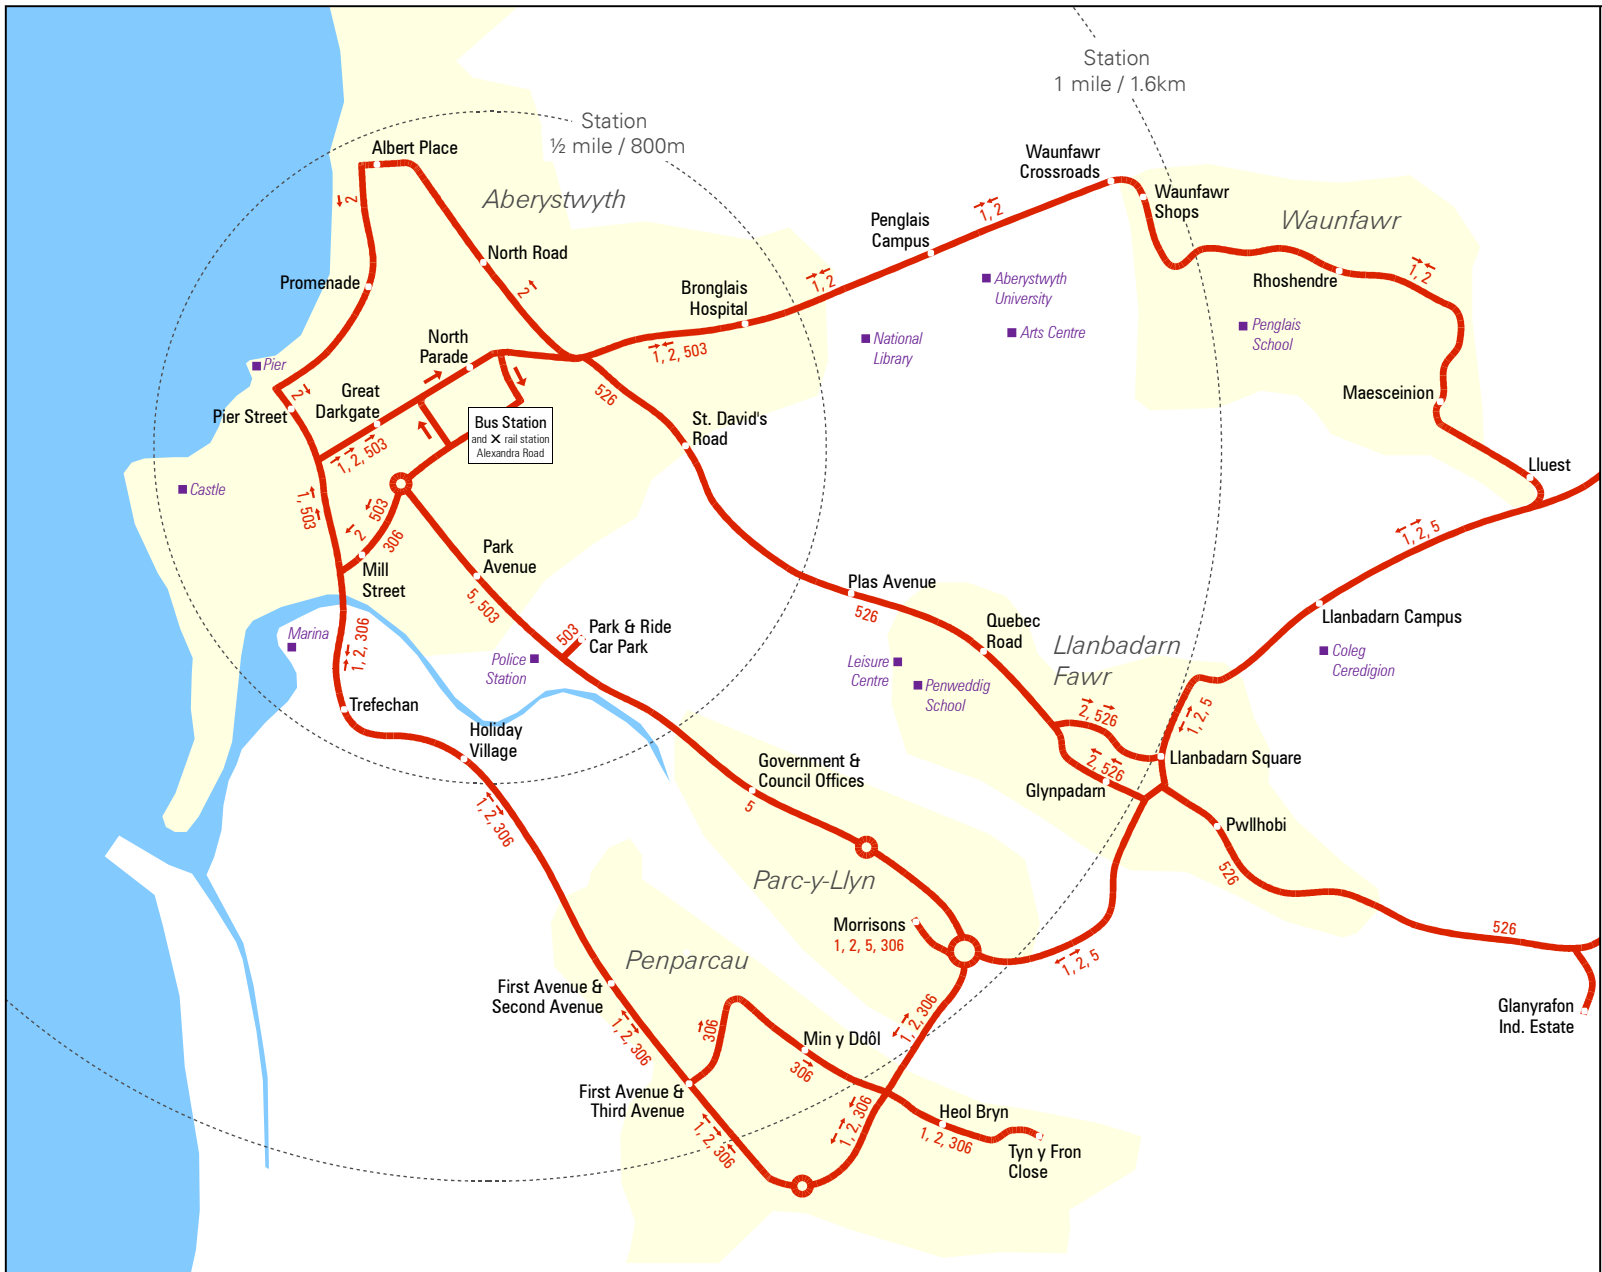 Station
1 mile / 1.6km
Station
½ mile / 800m
Albert Place
2
Aberystwyth
North Road
2
Promenade
Waunfawr
Crossroads
1, 2
Waunfawr
Shops
Waunfawr
Penglais
Campus
Rhoshendre
1, 2
Bronglais
Hospital
1, 2
1, 2, 503
Aberystwyth
University
Arts Centre
National
Library
Penglais
School
Maesceinion
Lluest
North
Parade
Pier
2
Pier Street
Great
Darkgate
1, 2, 503
Bus Station
and rail station
Alexandra Road
526
St. David's
Road
Castle
1, 503
503
2
306
Mill
Street
Park
Avenue
5, 503
503
Park & Ride
Car Park
Police
Station
Marina
1, 2, 306
Trefechan
Holiday
Village
1, 2, 306
Plas Avenue
526
Quebec
Road
Llanbadarn
Fawr
Leisure
Centre
Penweddig
School
1, 2, 5
Llanbadarn Campus
Coleg
Ceredigion
1, 2, 5
2, 526
Llanbadarn Square
2, 526
Glynpadarn
Pwllhobi
526
526
Glanyrafon
Ind. Estate
Government &
Council Offices
5
Parc-y-Llyn
Morrisons
1, 2, 5, 306
1, 2, 5
Penparcau
First Avenue &
Second Avenue
1, 2, 306
306
Min y Ddôl
306
1, 2, 306
First Avenue &
Third Avenue
1, 2, 306
1, 2, 306
Heol Bryn
1, 2, 306
Tyn y Fron
Close